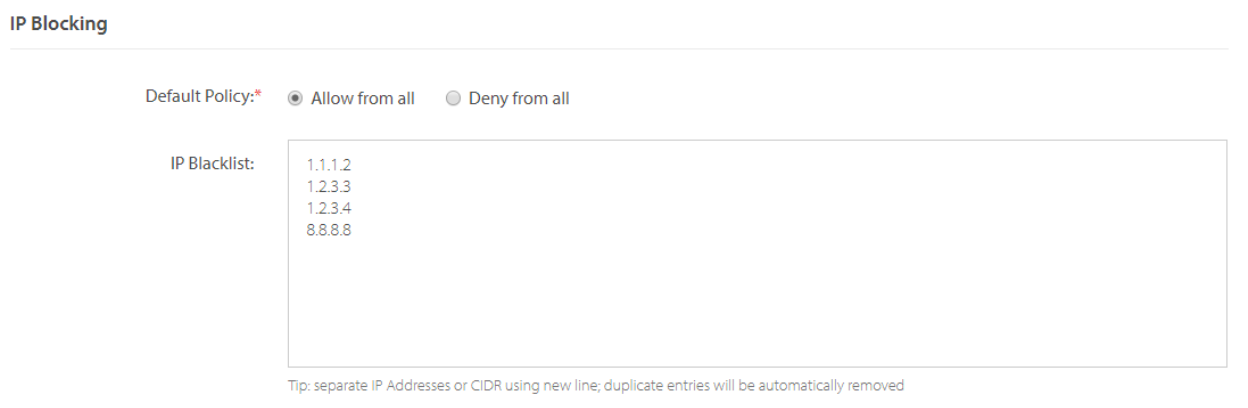 IP Blocking
Default Policy:* Allow from all Deny from all
IP Blacklist:
1.1.1.2
1.2.3.3
1.2.3.4
8.8.8.8
Tip: separate IP Addresses or CIDR using new line; duplicate entries will be automatically removed